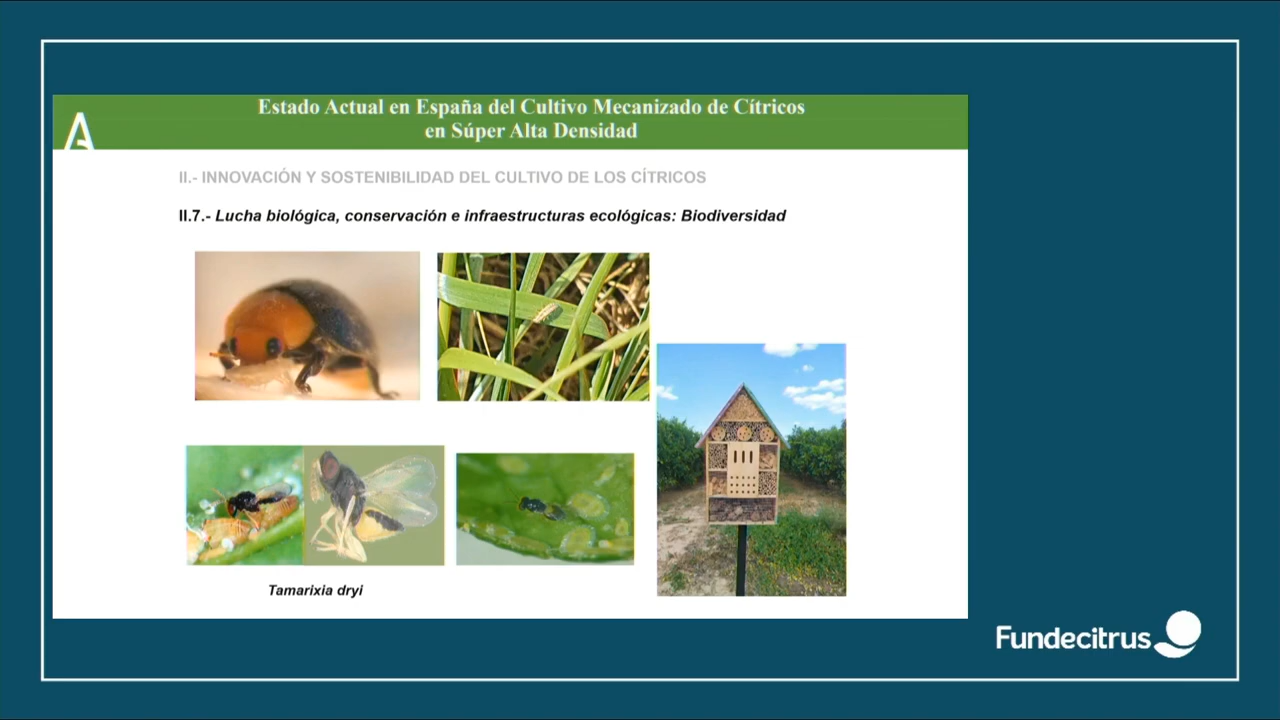 Estado Actual en España del Cultivo Mecanizado de Cítricos
en Súper Alta Densidad
II.- INNOVACIÓN Y SOSTENIBILIDAD DEL CULTIVO DE LOS CÍTRICOS
II.7.- Lucha biológica, conservación e infraestructuras ecológicas: Biodiversidad
Tamarixia dryi
Fundecitrus